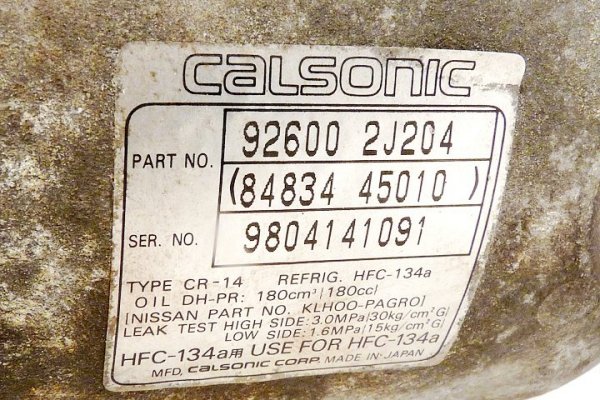 CALSONIC
PART NO. 92600 2J204
(84834 45010 )
SER. NO. 9804141091
TYPE CR-14 REFRIG. HFC-134a
OIL DH-PR: 180cm³ [180cc]
[NISSAN PART NO. KLHOO-PAGRO]
LEAK TEST HIGH SIDE: 3.0MPa [30kg/cm²G]
LOW SIDE: 1.6MPa [15kg/cm²G]
HFC-134a用 USE FOR HFC-134a
MFD. CALSONIC CORP. MADE IN JAPAN